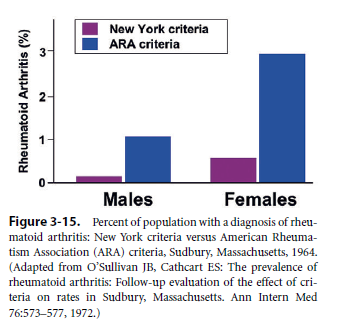 New York criteria
ARA criteria
Rheumatoid Arthritis (%)
3
2
1
0
Males
Females
Figure 3-15. Percent of population with a diagnosis of rheu-
matoid arthritis: New York criteria versus American Rheuma-
tism Association (ARA) criteria, Sudbury, Massachusetts, 1964.
(Adapted from O'Sullivan JB, Cathcart ES: The prevalence of
rheumatoid arthritis: Follow-up evaluation of the effect of cri-
teria on rates in Sudbury, Massachusetts. Ann Intern Med
76:573–577, 1972.)